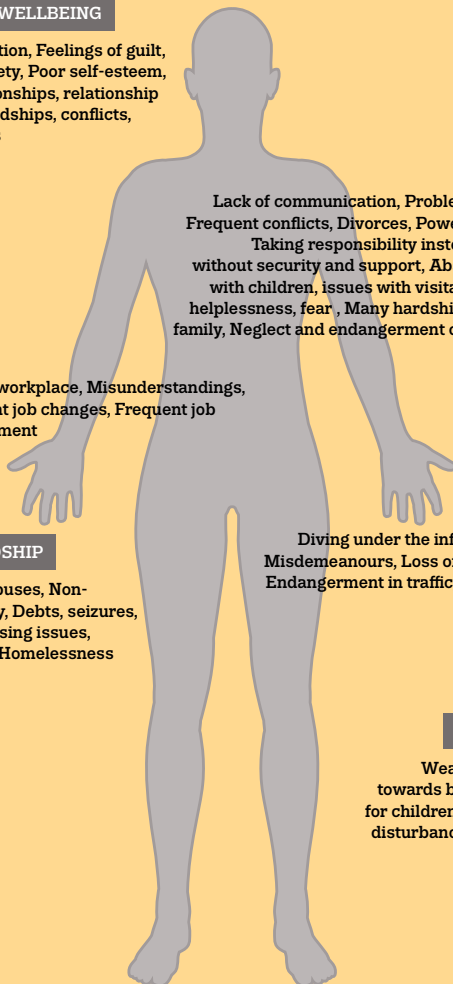 WELLBEING
tion, Feelings of guilt,
ety, Poor self-esteem,
onships, relationship
dships, conflicts,
Lack of communication, Proble
Frequent conflicts, Divorces, Powe
Taking responsibility inste
without security and support, Ab
with children, issues with visita
helplessness, fear , Many hardshi
family, Neglect and endangerment o
workplace, Misunderstandings,
nt job changes, Frequent job
ment
DSHIP
ouses, Non-
y, Debts, seizures,
sing issues,
Homelessness
Diving under the inf
Misdemeanours, Loss o
Endangerment in traffic
Wea
towards b
for children
disturbanc